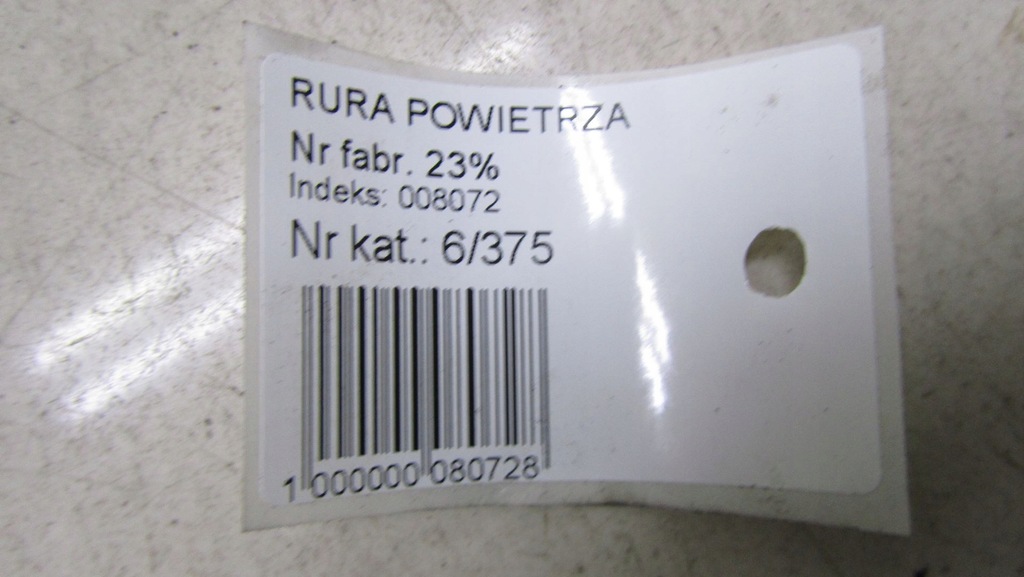 RURA POWIETRZA
Nr fabr. 23%
Indeks: 008072
Nr kat.: 6/375
1 000000 080728